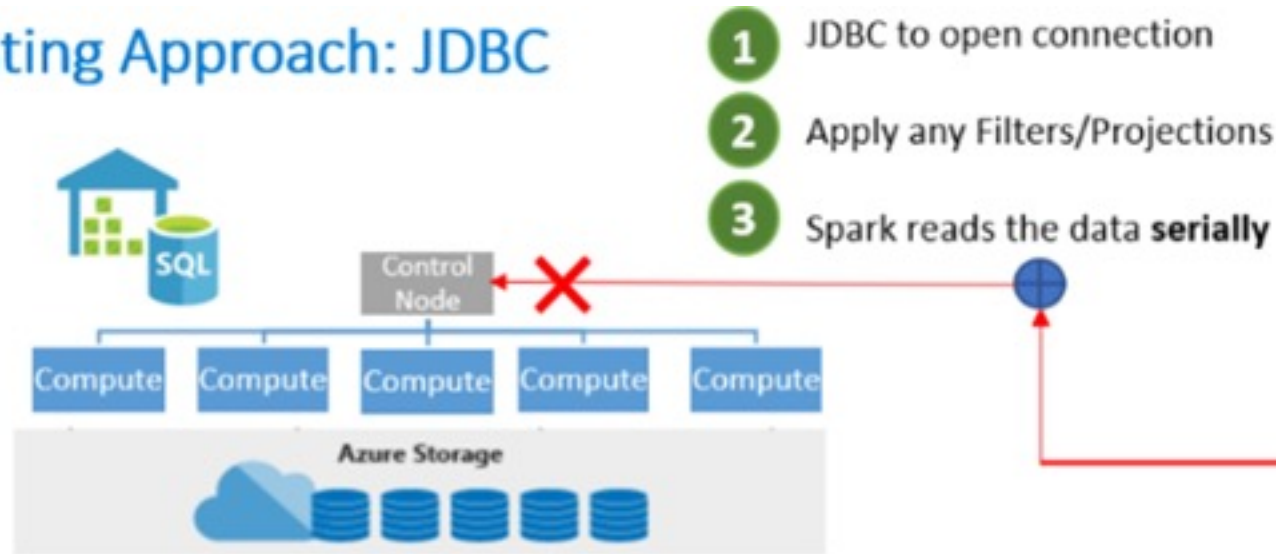 ting Approach: JDBC
1 JDBC to open connection
2 Apply any Filters/Projections
3 Spark reads the data serially
SQL
Control
Node
Compute Compute Compute Compute Compute
Azure Storage